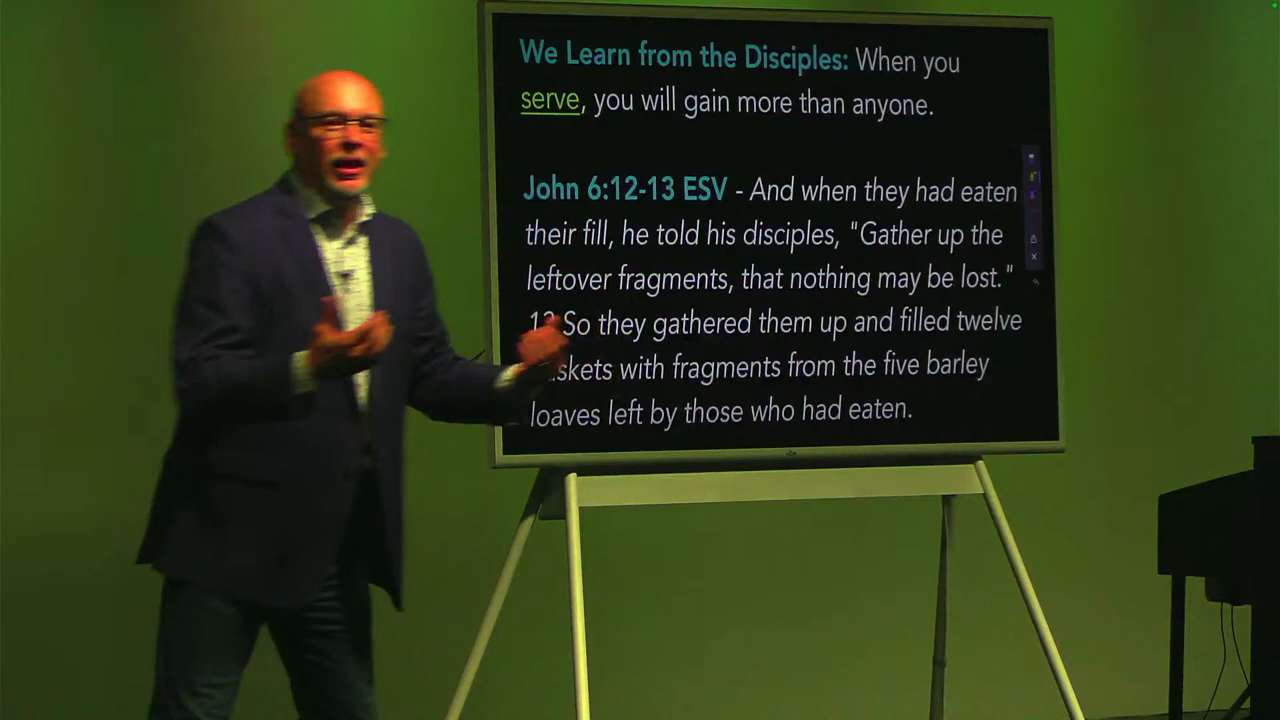 We Learn from the Disciples: When you
serve, you will gain more than anyone.
John 6:12-13 ESV - And when they had eaten
their fill, he told his disciples, "Gather up the
leftover fragments, that nothing may be lost."
So they gathered them up and filled twelve
with fragments from the five barley
loaves left by those who had eaten.